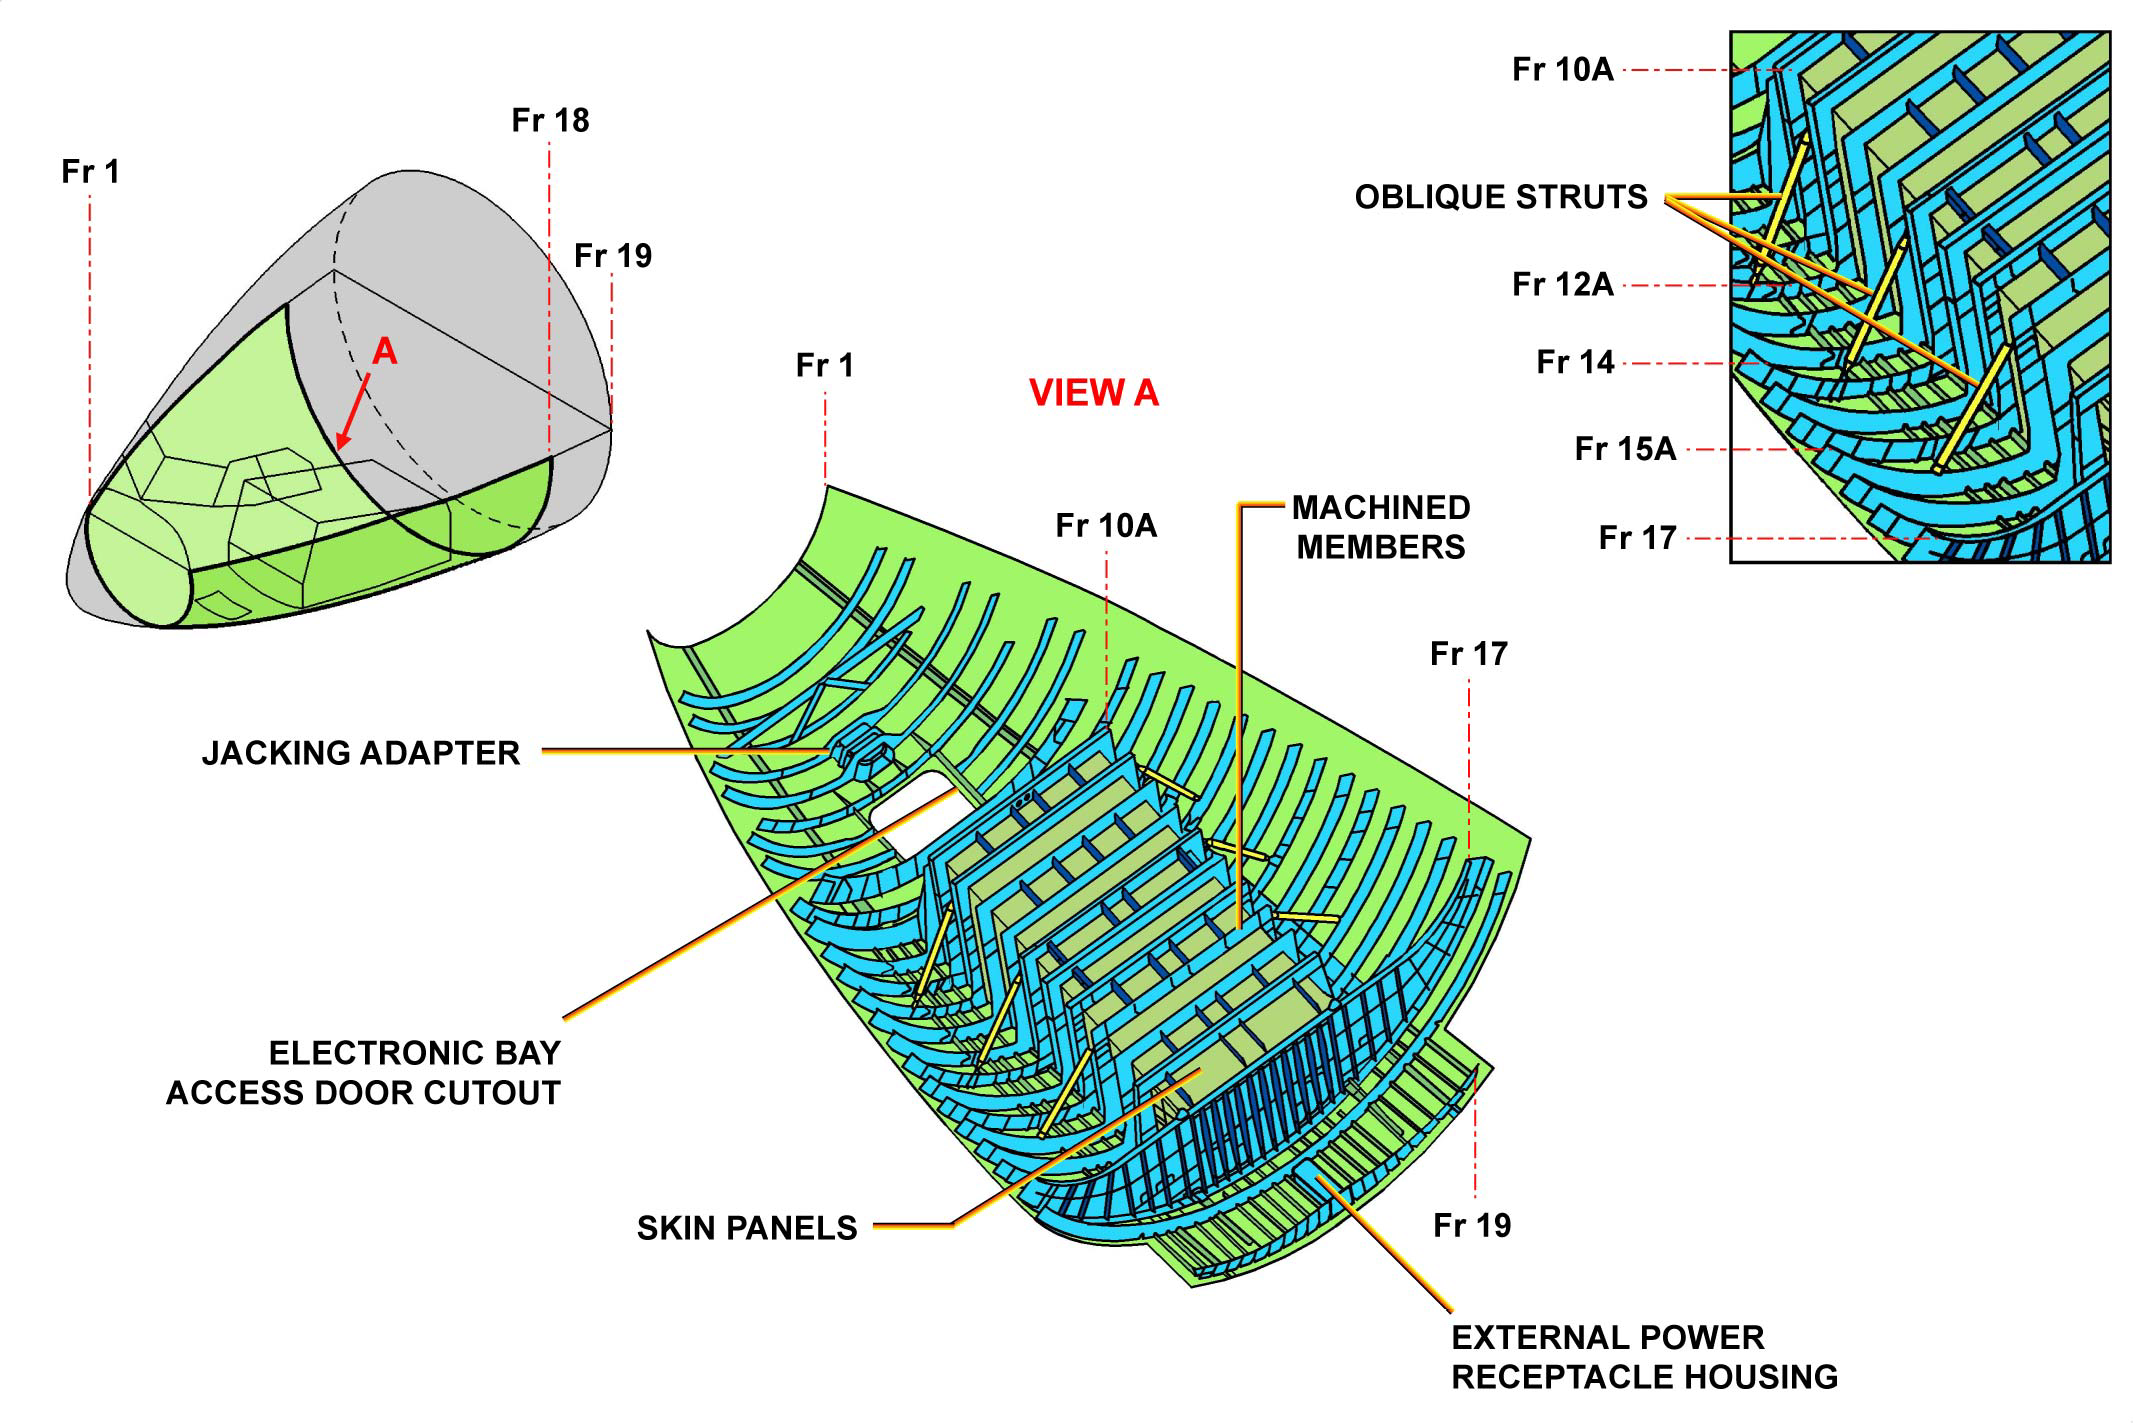 Fr 1
Fr 18
Fr 19
A
Fr 10A
OBLIQUE STRUTS
Fr 12A
Fr 14
Fr 15A
Fr 17
VIEW A
Fr 1
Fr 10A
MACHINED
MEMBERS
Fr 17
JACKING ADAPTER
ELECTRONIC BAY
ACCESS DOOR CUTOUT
SKIN PANELS
Fr 19
EXTERNAL POWER
RECEPTACLE HOUSING